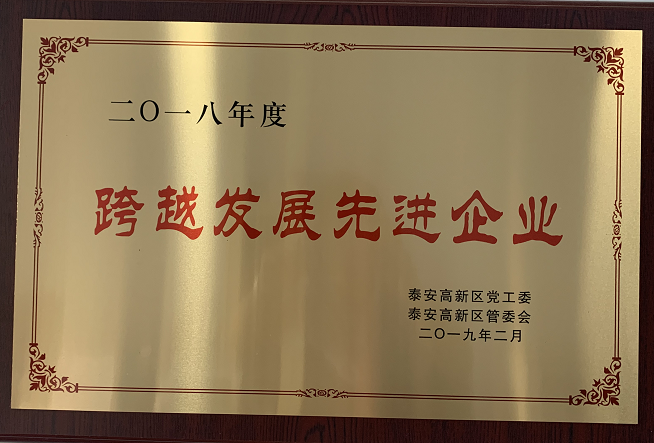 二〇一八年度
跨越发展先进企业
泰安高新区党工委
泰安高新区管委会
二〇一九年二月